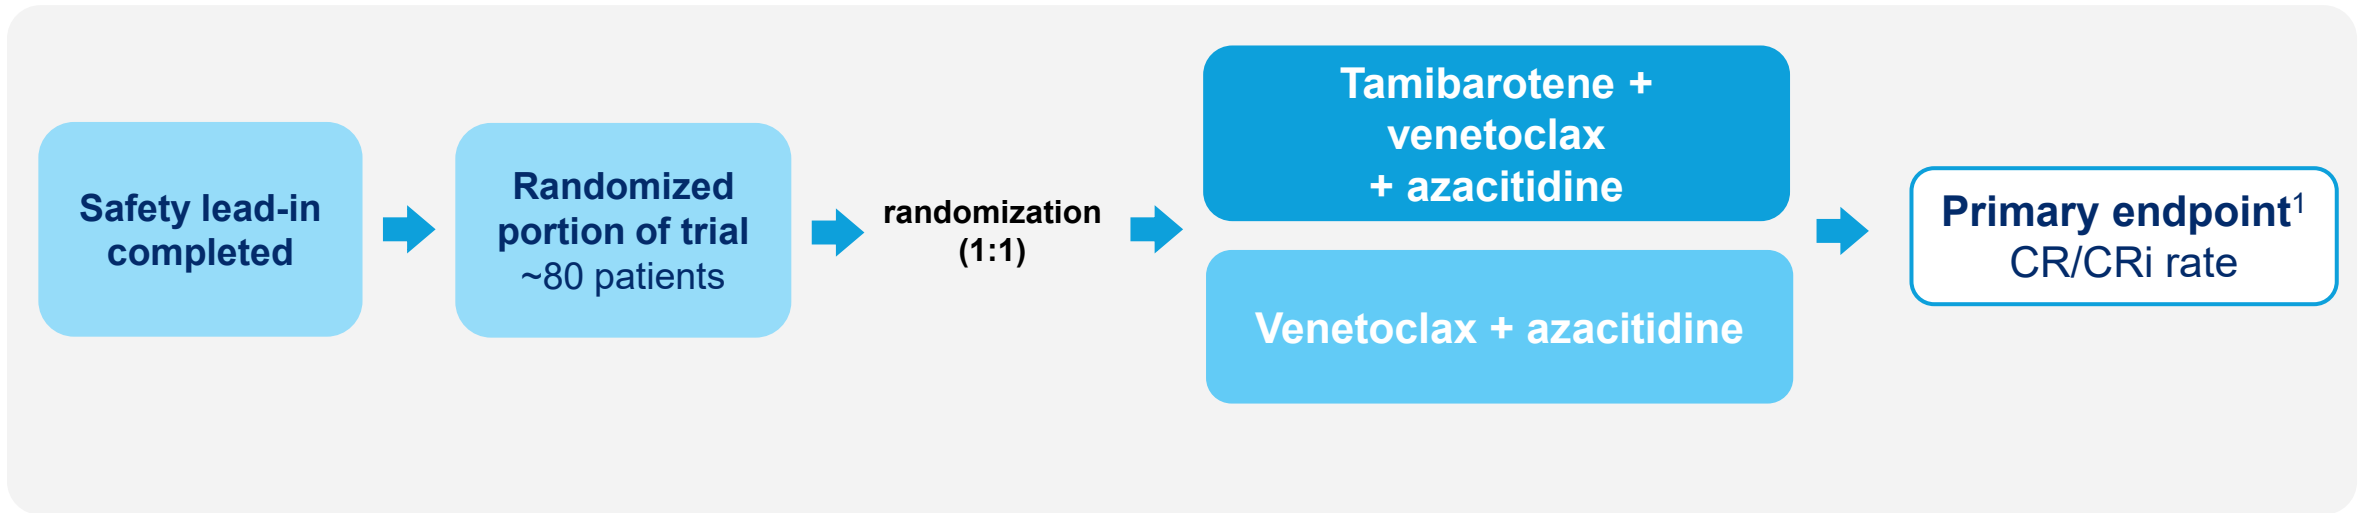 Safety lead-in
completed
Randomized
portion of trial
~80 patients
randomization
(1:1)
Tamibarotene +
venetoclax
+ azacitidine
Venetoclax + azacitidine
Primary endpoint¹
CR/CRi rate